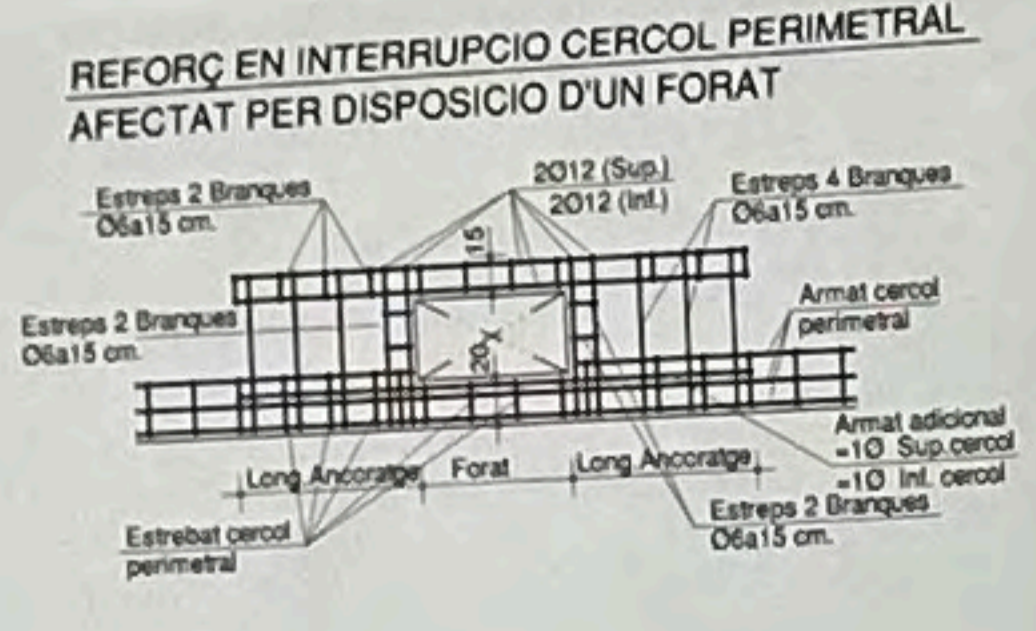 REFORÇ EN INTERRUPCIO CERCOL PERIMETRAL
AFECTAT PER DISPOSICIO D'UN FORAT
Estreps 2 Branques
Ø6a15 cm.
2Ø12 (Sup.)
2Ø12 (Inf.)
Estreps 4 Branques
Ø6a15 cm.
15
Armat cercol
perimetral
Estreps 2 Branques
Ø6a15 cm.
20
Armat adicional
=1Ø Sup.cercol
=1Ø Inf. cercol
Long Ancoratge
Forat
Long Ancoratge
Estreps 2 Branques
Ø6a15 cm.
Estrebat cercol
perimetral